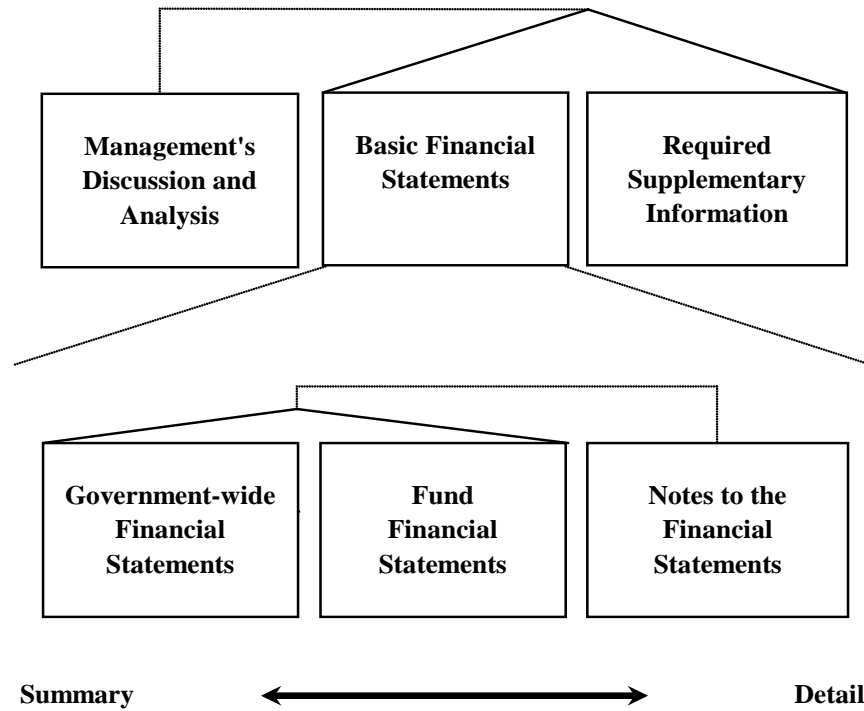 Management's
Discussion and
Analysis
Basic Financial
Statements
Required
Supplementary
Information
Government-wide
Financial
Statements
Fund
Financial
Statements
Notes to the
Financial
Statements
Summary
Detail